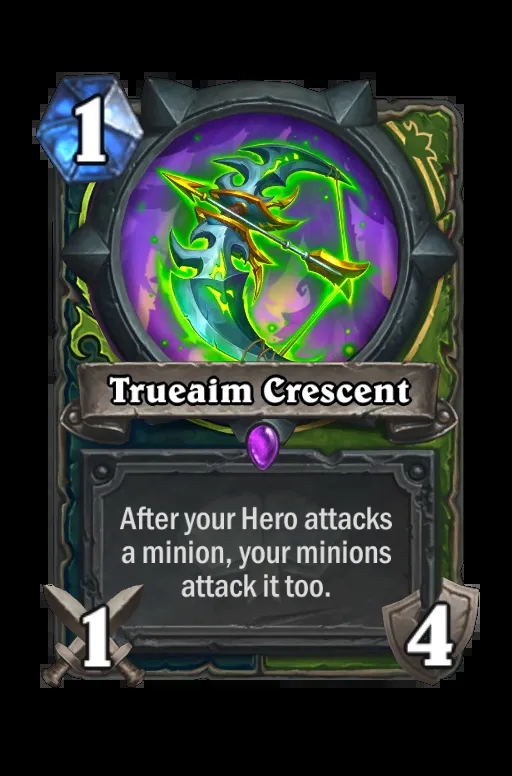 1
Trueaim Crescent
After your Hero attacks
a minion, your minions
attack it too.
1
4